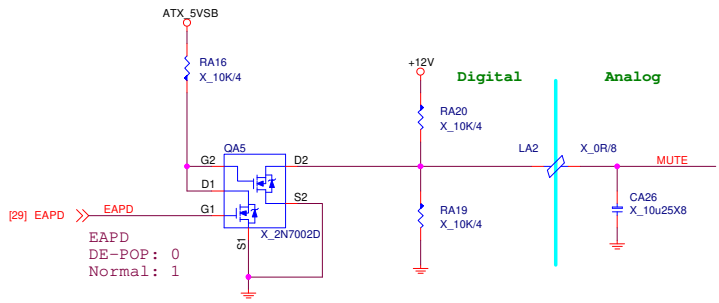 ATX_5VSB
RA16
X_10K/4
+12V
Digital
Analog
RA20
X_10K/4
QA5
LA2
X_0R/8
G2
D2
MUTE
D1
S2
CA26
X_10u25X8
[29] EAPD
EAPD
G1
RA19
X_10K/4
S1
X_2N7002D
EAPD
DE-POP: 0
Normal: 1